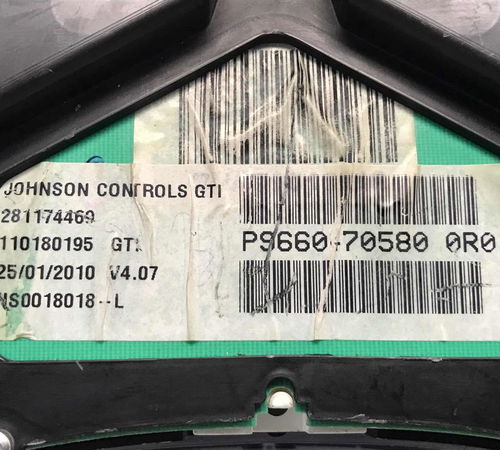 JOHNSON CONTROLS GTI
281174469
110180195 GTI
25/01/2010 V4.07
NS0018018--L
P9660-70580 0R0